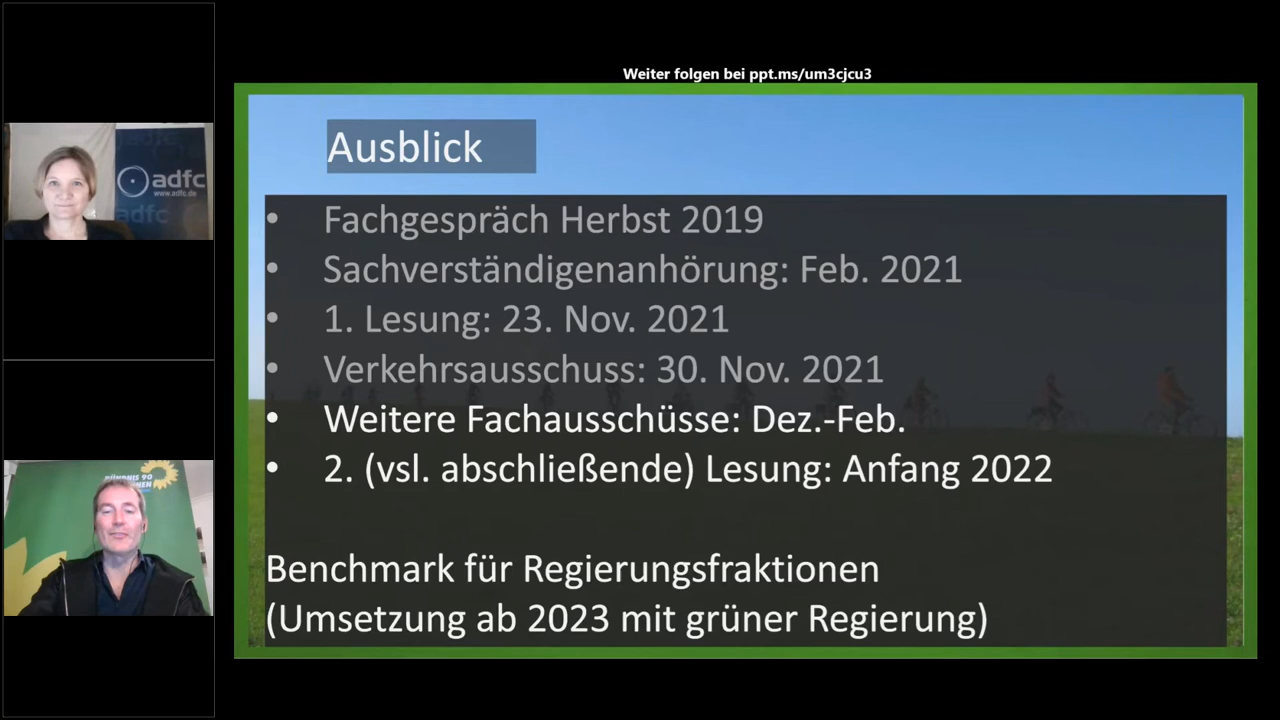 Weiter folgen bei ppt.ms/um3cjcu3
Ausblick
• Fachgespräch Herbst 2019
• Sachverständigenanhörung: Feb. 2021
• 1. Lesung: 23. Nov. 2021
• Verkehrsausschuss: 30. Nov. 2021
• Weitere Fachausschüsse: Dez.-Feb.
• 2. (vsl. abschließende) Lesung: Anfang 2022
Benchmark für Regierungsfraktionen
(Umsetzung ab 2023 mit grüner Regierung)
adfc
www.adfc.de
adfc
BÜNDNIS 90